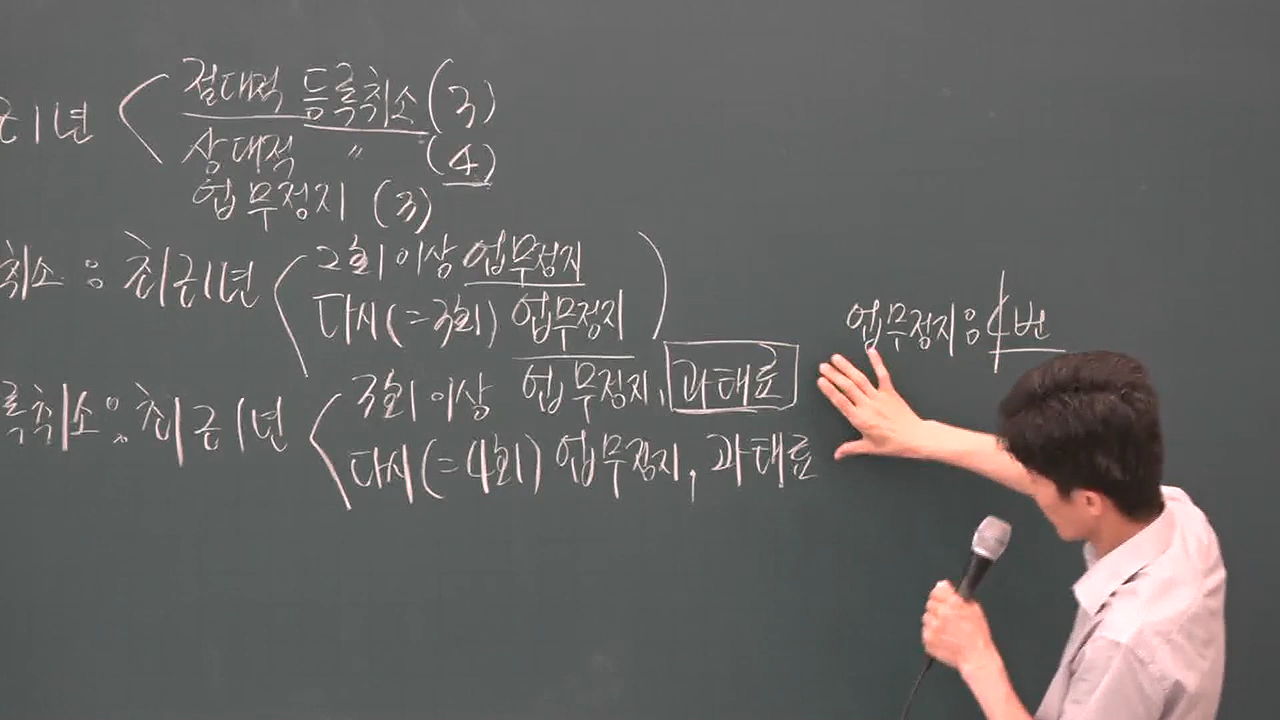 근1년 절대적 등록취소 (3)
상대적 〃 (4)
업무정지 (3)
취소 : 최근1년 2회이상 업무정지
다시(=3회) 업무정지
록취소 : 최근1년 3회이상 업무정지, 과태료
다시(=4회) 업무정지, 과태료
업무정지 : 4번